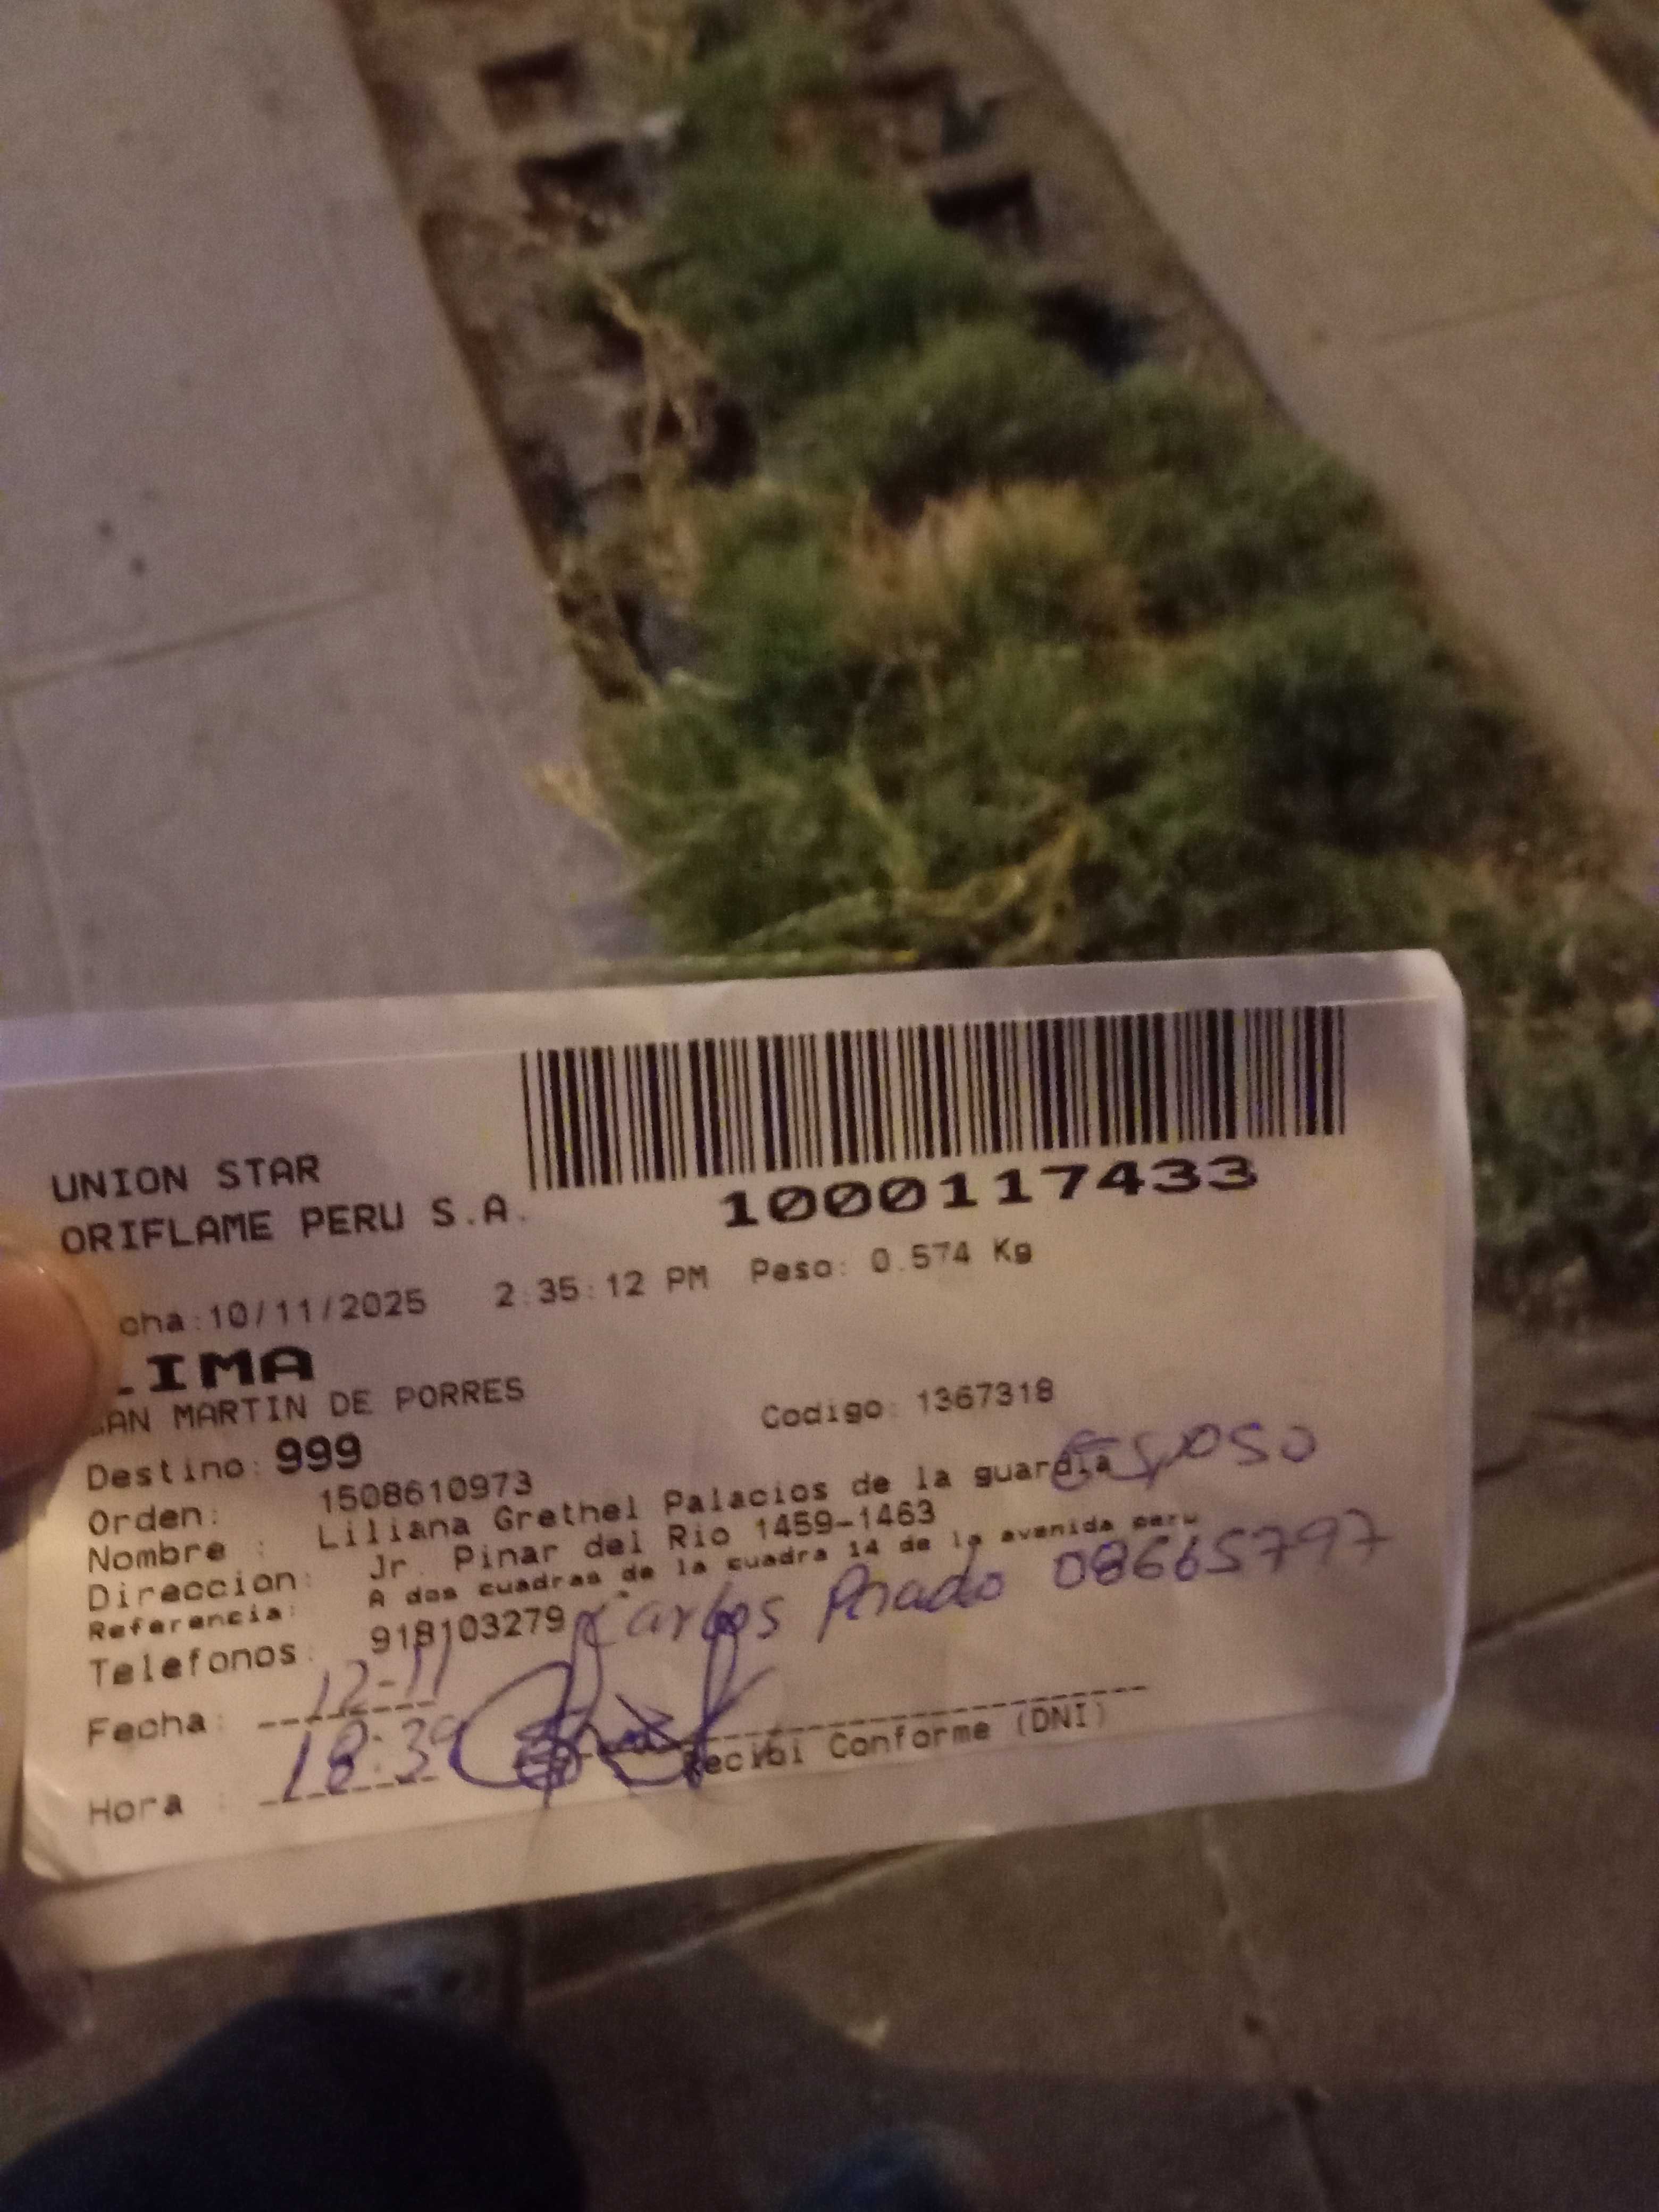 UNION STAR
ORIFLAME PERU S.A.
1000117433
cha:10/11/2025 2:35:12 PM Peso: 0.574 Kg
LIMA
SAN MARTIN DE PORRES
Destino: 999 Codigo: 1367318
Orden: 1508610973
Nombre : Liliana Grethel Palacios de la guardia Esposo
Direccion: Jr. Pinar del Rio 1459-1463
Referencia: A dos cuadras de la cuadra 14 de la avenida peru
Telefonos: 918103279 Carlos Prado 08665797
Fecha: 12-11
Hora : 18:39
Recibi Conforme (DNI)